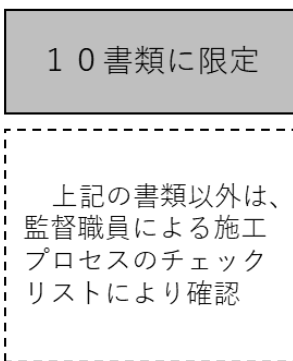 １０書類に限定
　上記の書類以外は、
監督職員による施工
プロセスのチェック
リストにより確認